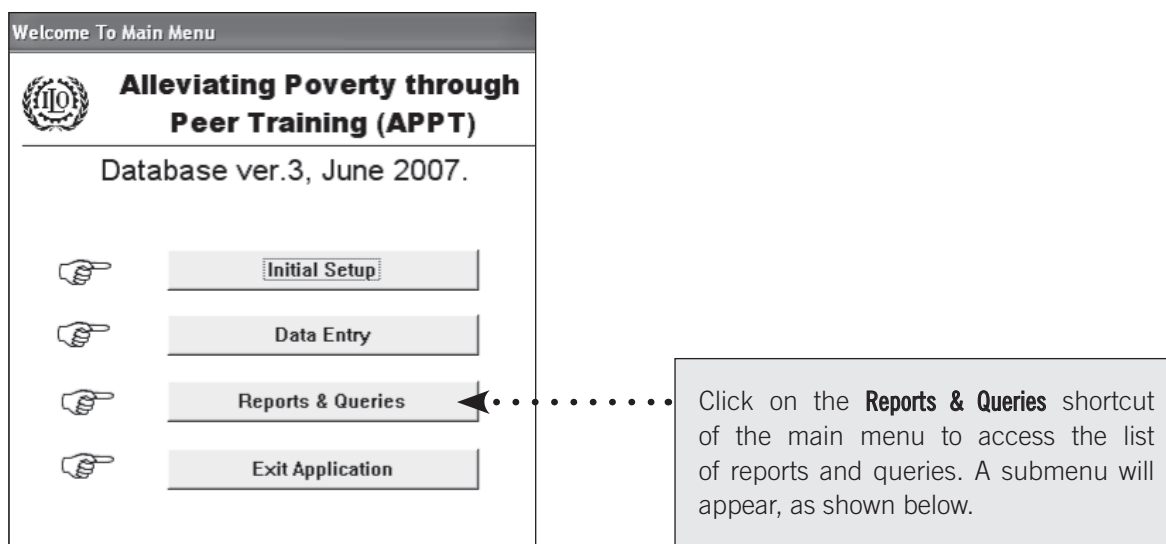 Welcome To Main Menu
ILO
Alleviating Poverty through
Peer Training (APPT)
Database ver.3, June 2007.
Initial Setup
Data Entry
Reports & Queries
Exit Application
Click on the Reports & Queries shortcut
of the main menu to access the list
of reports and queries. A submenu will
appear, as shown below.